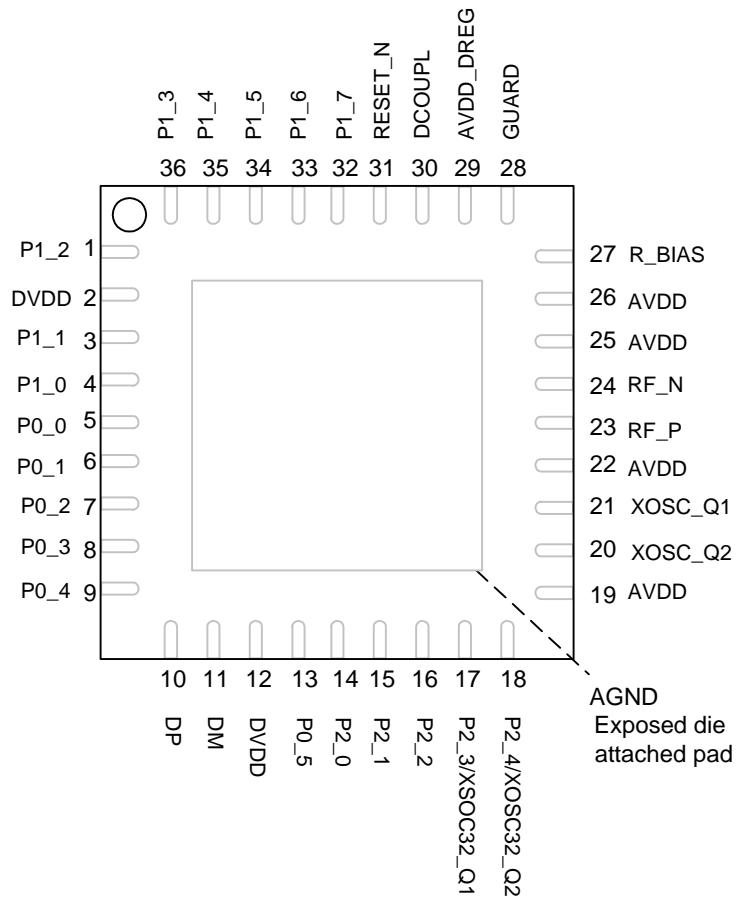 P1_3
P1_4
P1_5
P1_6
P1_7
RESET_N
DCOUPL
AVDD_DREG
GUARD
36 35 34 33 32 31 30 29 28
P1_2 1
DVDD 2
P1_1 3
P1_0 4
P0_0 5
P0_1 6
P0_2 7
P0_3 8
P0_4 9
27 R_BIAS
26 AVDD
25 AVDD
24 RF_N
23 RF_P
22 AVDD
21 XOSC_Q1
20 XOSC_Q2
19 AVDD
10 11 12 13 14 15 16 17 18
DP
DM
DVDD
P0_5
P2_0
P2_1
P2_2
P2_3/XSOC32_Q1
P2_4/XOSC32_Q2
AGND
Exposed die
attached pad